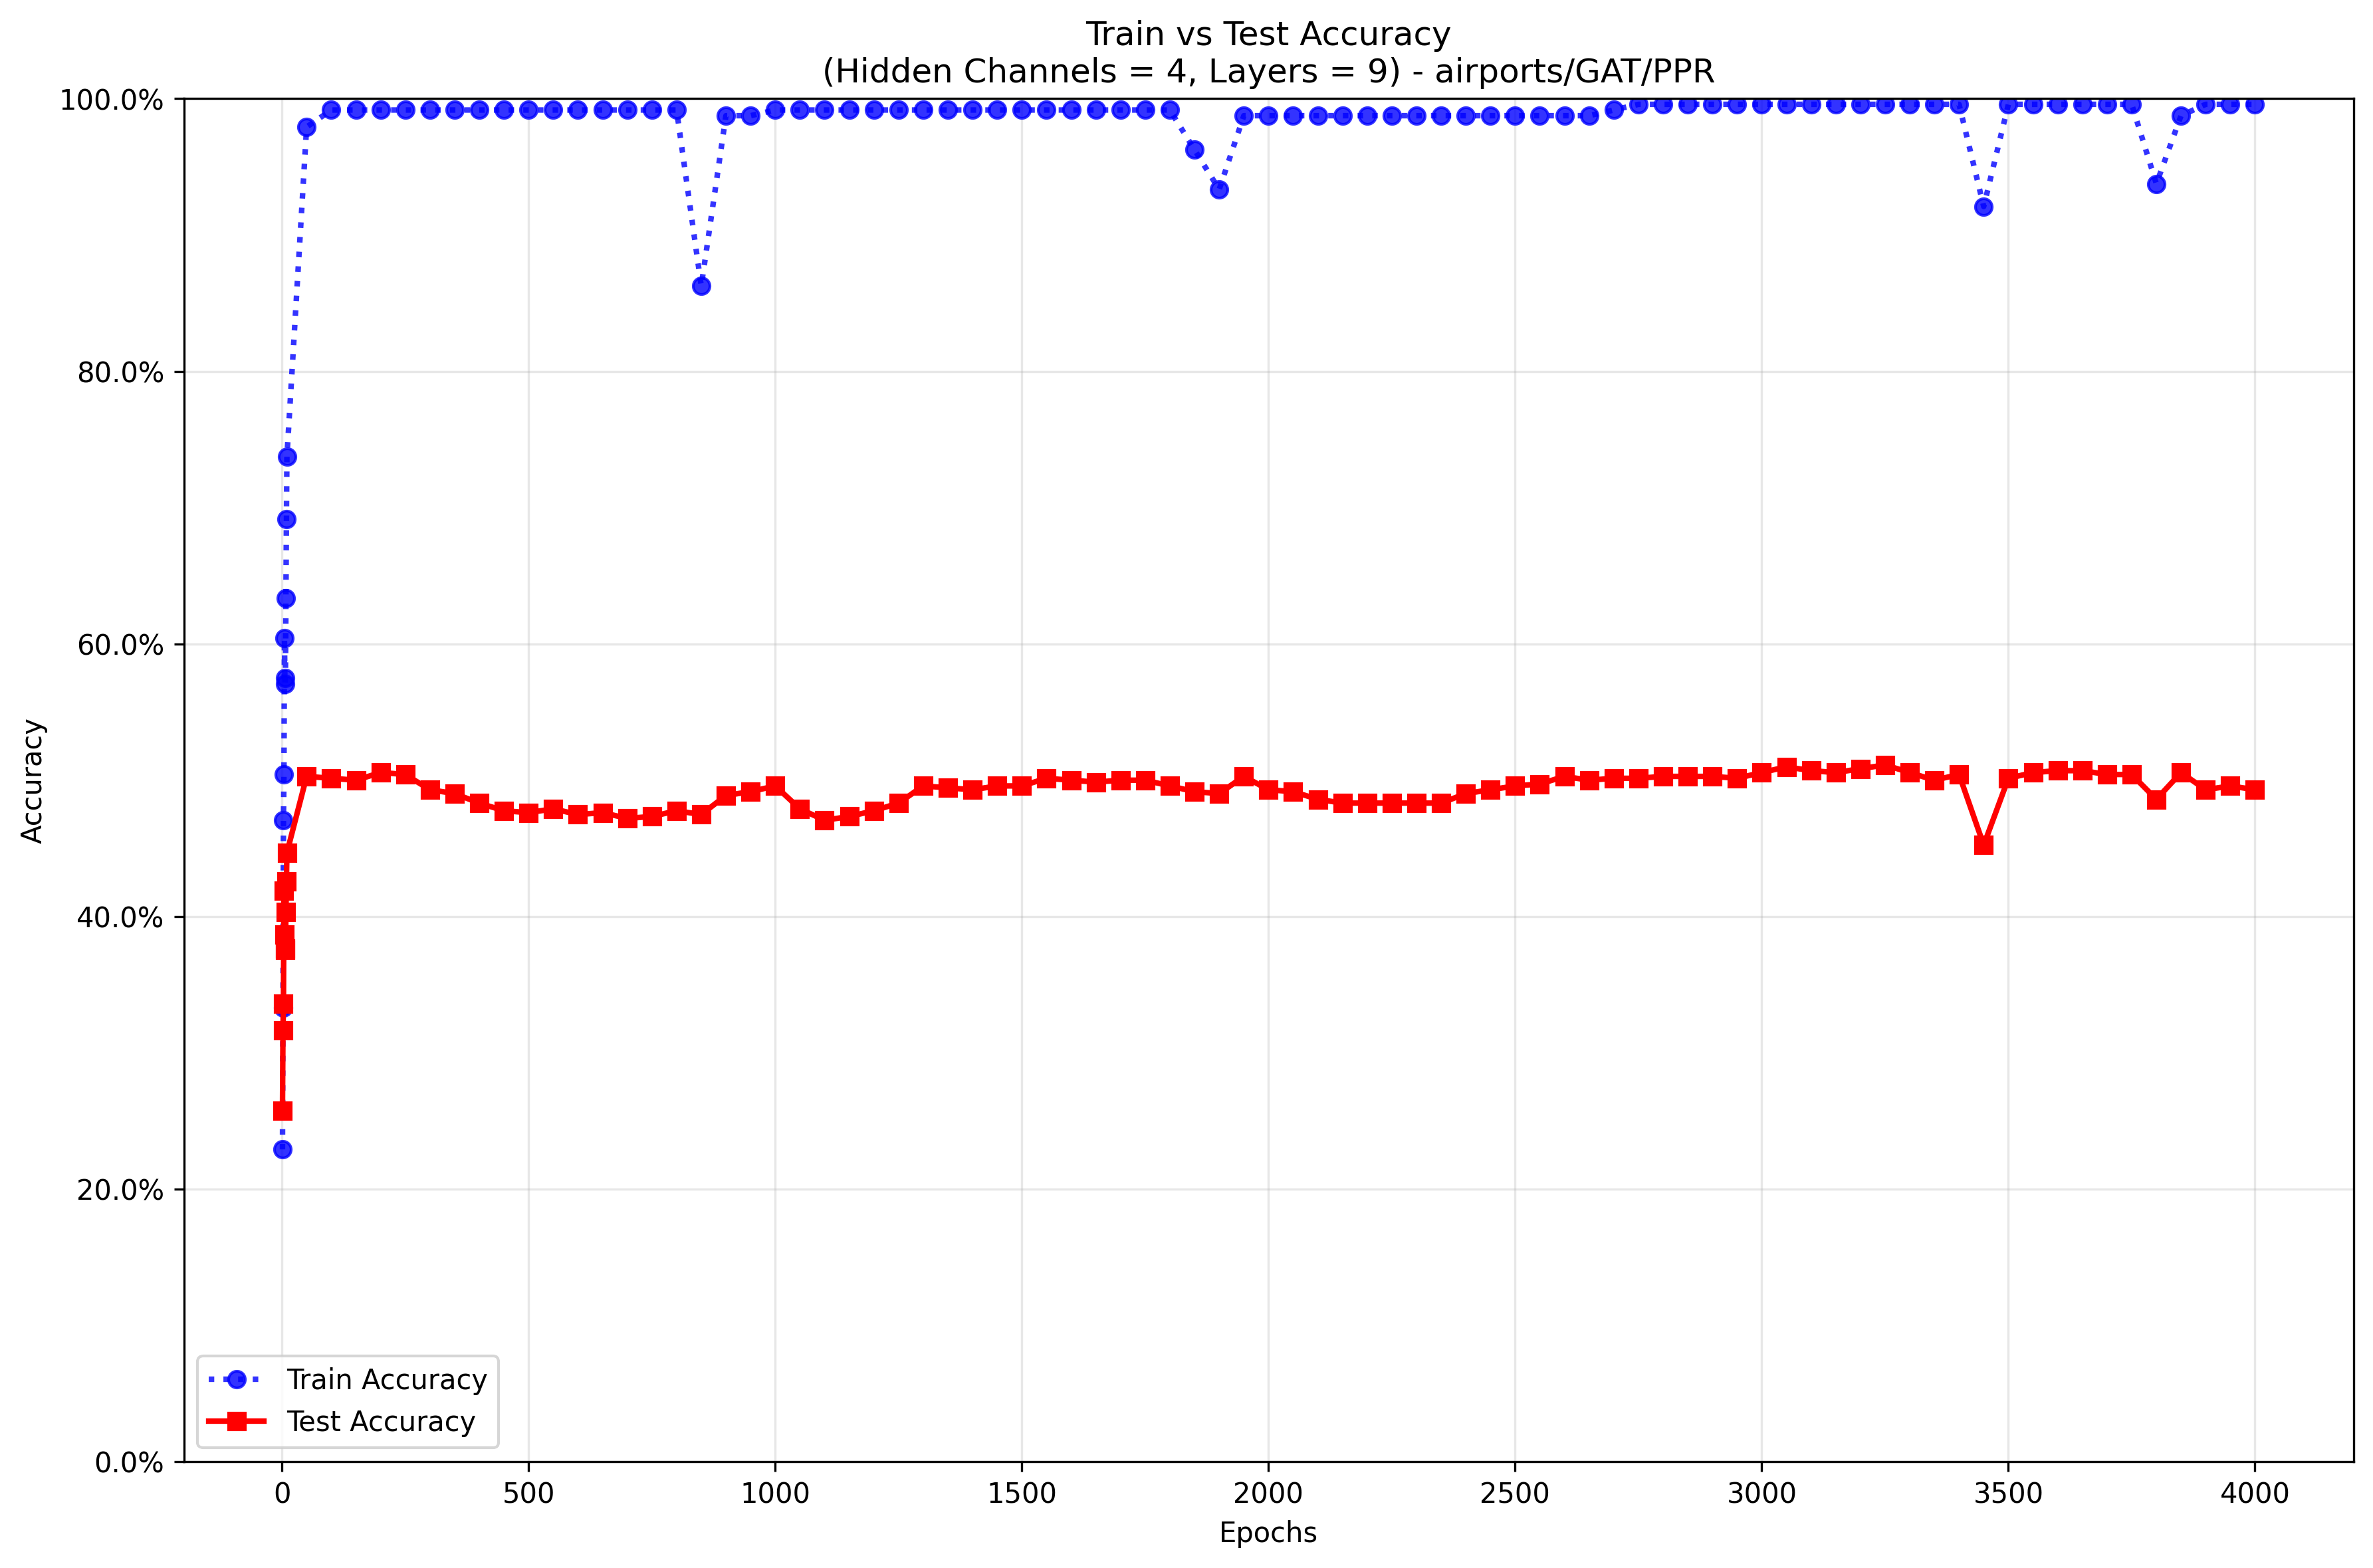 Train vs Test Accuracy
(Hidden Channels = 4, Layers = 9) - airports/GAT/PPR
100.0%
80.0%
60.0%
40.0%
20.0%
0.0%
Accuracy
Train Accuracy
Test Accuracy
0 500 1000 1500 2000 2500 3000 3500 4000
Epochs